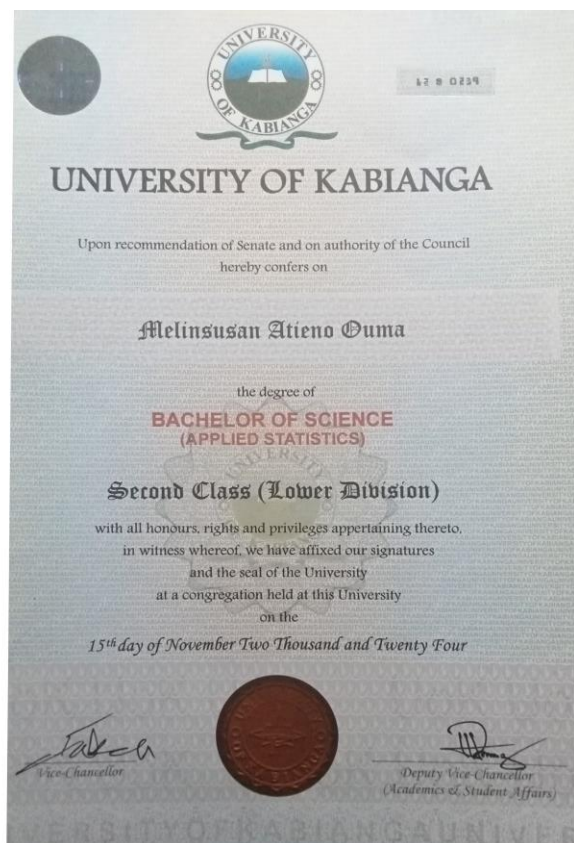 UNIVERSITY
OF KABIANGA
UNIVERSITY OF KABIANGA
Upon recommendation of Senate and on authority of the Council
hereby confers on
Melinsusan Atieno Ouma
the degree of
BACHELOR OF SCIENCE
(APPLIED STATISTICS)
UNIVERSITY
Second Class (Lower Division)
with all honours, rights and privileges appertaining thereto,
in witness whereof, we have affixed our signatures
and the seal of the University
at a congregation held at this University
on the
15th day of November Two Thousand and Twenty Four
Vice-Chancellor
Deputy Vice-Chancellor
(Academics & Student Affairs)
VERSITYOFKABIANGAUNIVER